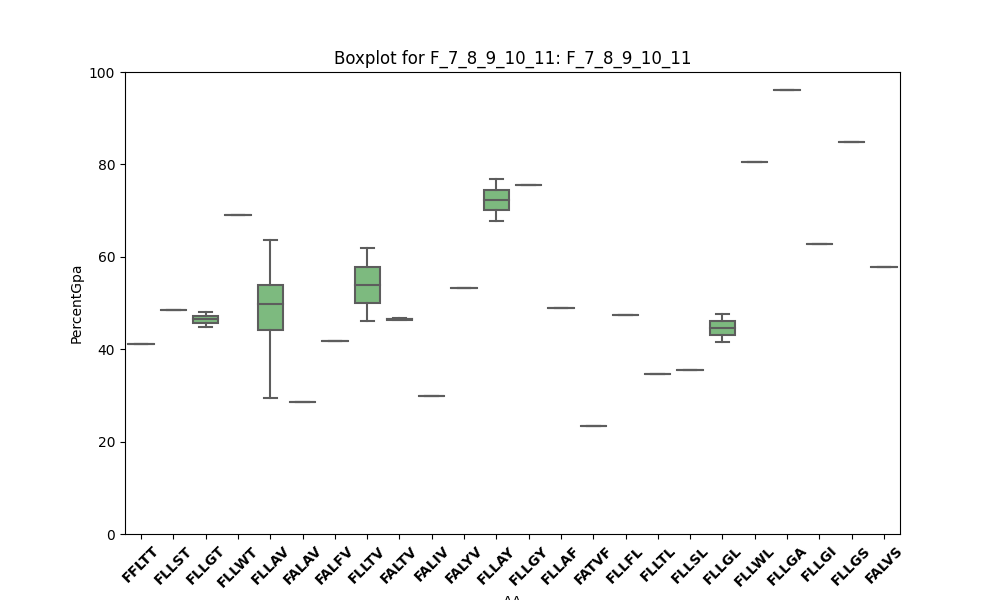 Boxplot for F_7_8_9_10_11: F_7_8_9_10_11
100
80
60
40
20
0
PercentGpa
FFLTT FLLST FLLGT FLLWT FLLAV FALAV FALFV FLLTV FALTV FALIV FALYV FLLAY FLLGY FLLAF FATVF FLLFL FLLTL FLLSL FLLGL FLLWL FLLGA FLLGI FLLGS FALVS
AA